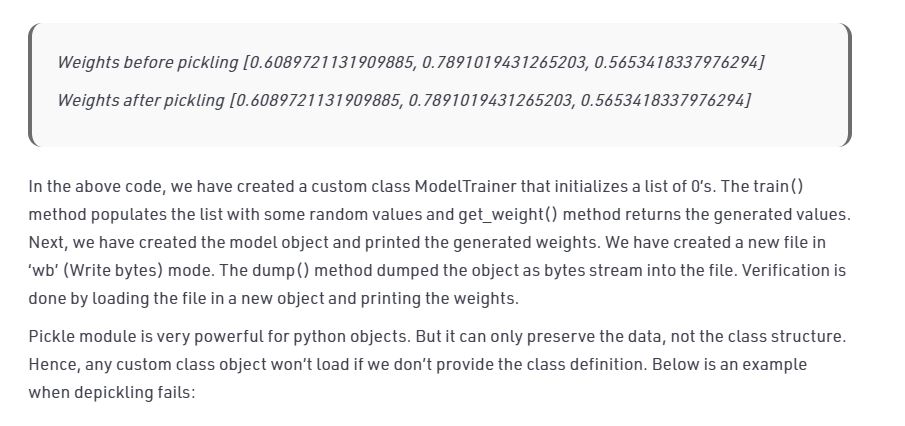 Weights before pickling [0.6089721131909885, 0.7891019431265203, 0.5653418337976294]
Weights after pickling [0.6089721131909885, 0.7891019431265203, 0.5653418337976294]
In the above code, we have created a custom class ModelTrainer that initializes a list of 0’s. The train()
method populates the list with some random values and get_weight() method returns the generated values.
Next, we have created the model object and printed the generated weights. We have created a new file in
‘wb’ (Write bytes) mode. The dump() method dumped the object as bytes stream into the file. Verification is
done by loading the file in a new object and printing the weights.
Pickle module is very powerful for python objects. But it can only preserve the data, not the class structure.
Hence, any custom class object won’t load if we don’t provide the class definition. Below is an example
when depickling fails: